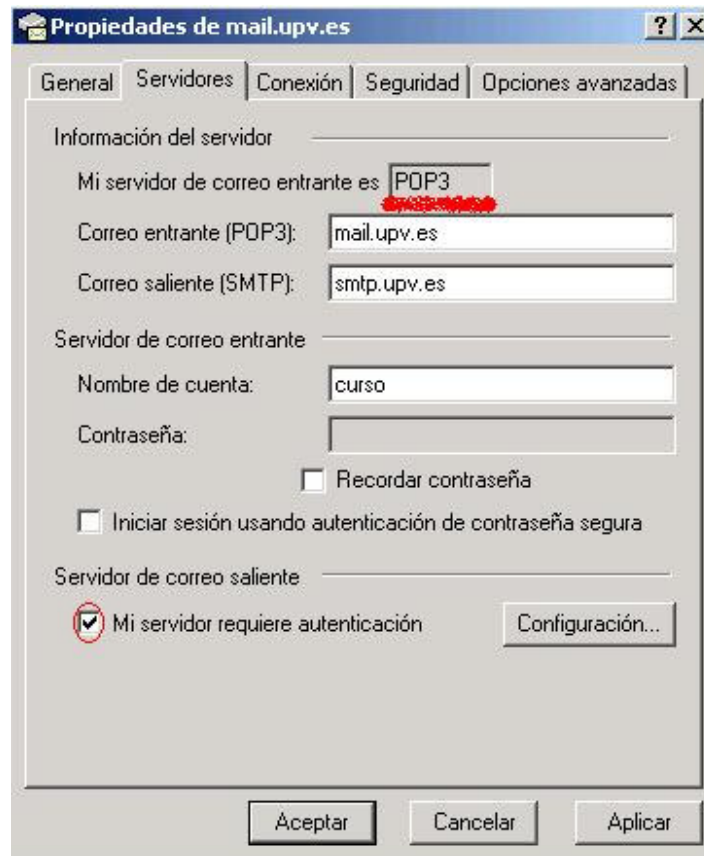 Propiedades de mail.upv.es
General Servidores Conexión Seguridad Opciones avanzadas
Información del servidor
Mi servidor de correo entrante es POP3
Correo entrante (POP3): mail.upv.es
Correo saliente (SMTP): smtp.upv.es
Servidor de correo entrante
Nombre de cuenta: curso
Contraseña:
Recordar contraseña
Iniciar sesión usando autenticación de contraseña segura
Servidor de correo saliente
Mi servidor requiere autenticación Configuración...
Aceptar Cancelar Aplicar